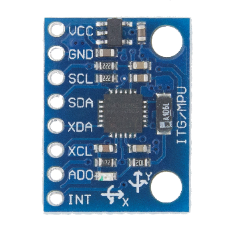 VCC
GND
SCL
SDA
XDA
XCL
ADO
INT
ITG/MPU
Y
X